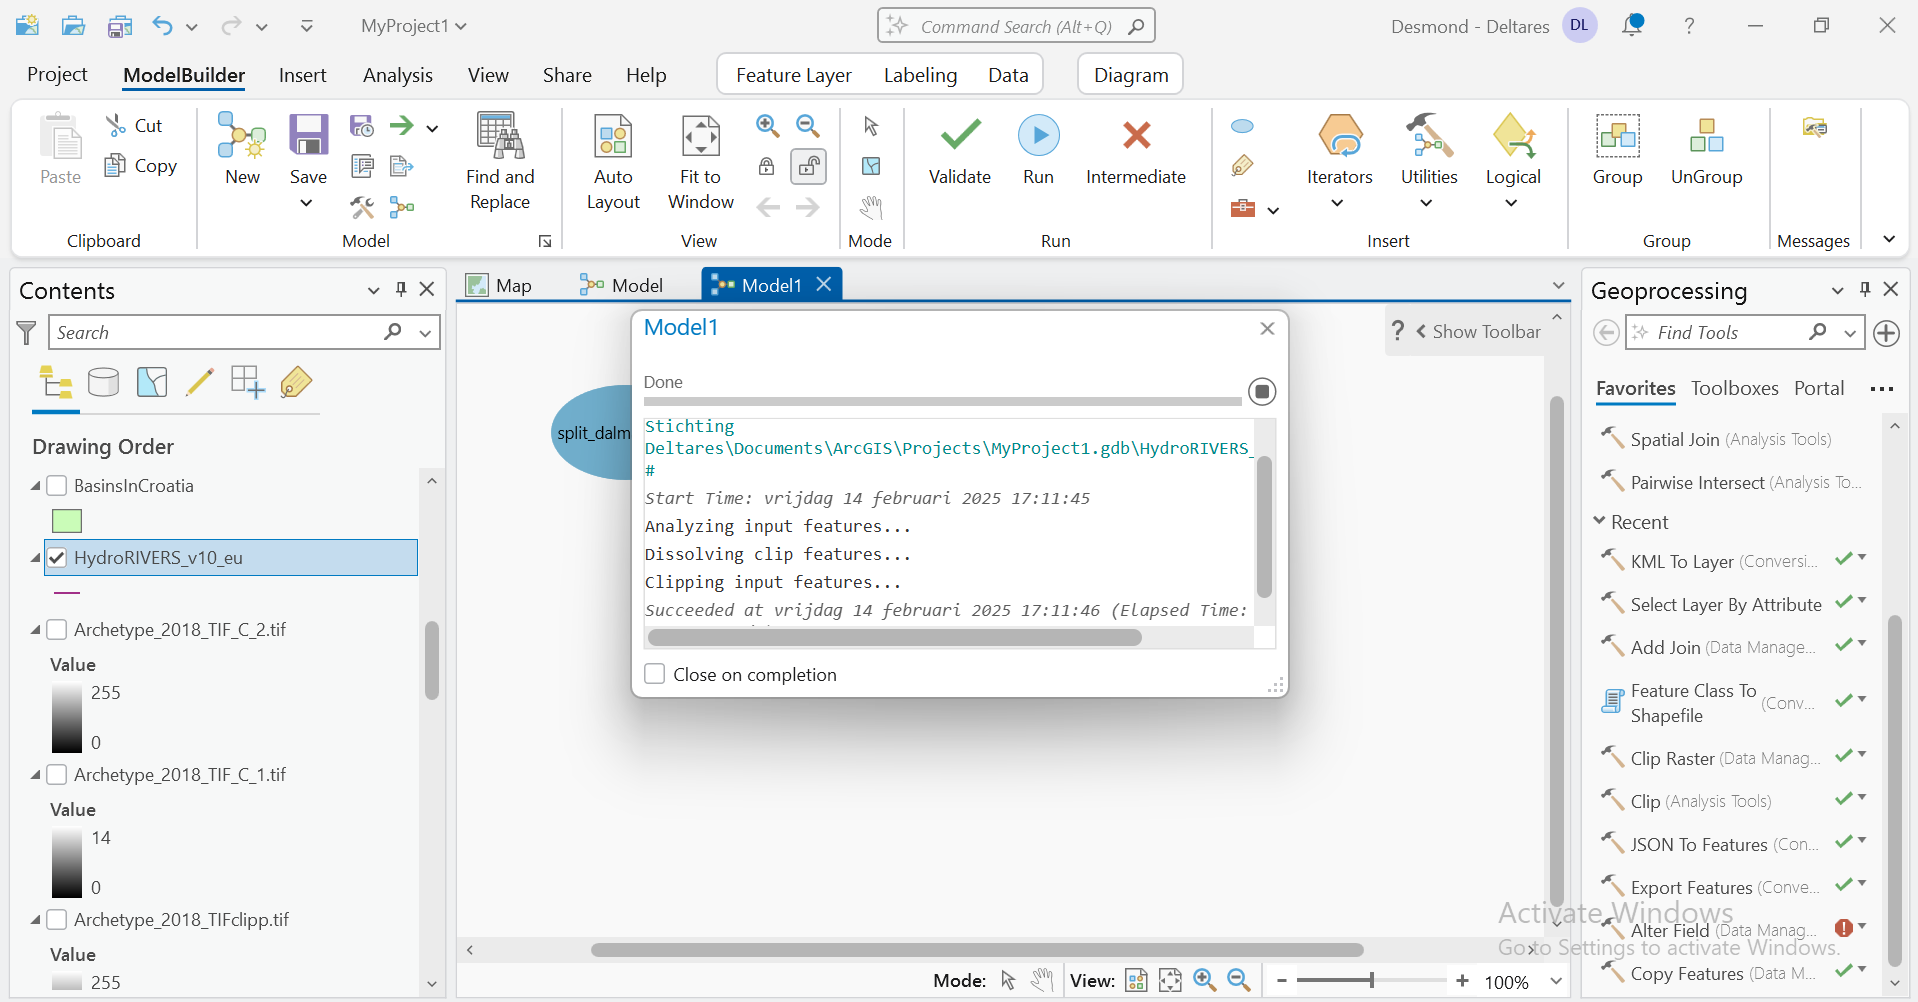 MyProject1
Command Search (Alt+Q)
Desmond - Deltares
DL
?
Project
ModelBuilder
Insert
Analysis
View
Share
Help
Feature Layer
Labeling
Data
Diagram
Paste
Cut
Copy
Clipboard
New
Save
Find and
Replace
Model
Auto
Layout
Fit to
Window
View
Mode
Validate
Run
Intermediate
Run
Iterators
Utilities
Logical
Insert
Group
UnGroup
Group
Messages
Contents
Search
Drawing Order
BasinsInCroatia
HydroRIVERS_v10_eu
Archetype_2018_TIF_C_2.tif
Value
255
0
Archetype_2018_TIF_C_1.tif
Value
14
0
Archetype_2018_TIFclipp.tif
Value
255
Map
Model
Model1
? Show Toolbar
split_dalm
Model1
Done
Stichting
Deltares\Documents\ArcGIS\Projects\MyProject1.gdb\HydroRIVERS_
#
Start Time: vrijdag 14 februari 2025 17:11:45
Analyzing input features...
Dissolving clip features...
Clipping input features...
Succeeded at vrijdag 14 februari 2025 17:11:46 (Elapsed Time:
Close on completion
Mode:
View:
100%
Geoprocessing
Find Tools
Favorites
Toolboxes
Portal
...
Spatial Join (Analysis Tools)
Pairwise Intersect (Analysis To...
Recent
KML To Layer (Conversi...
Select Layer By Attribute
Add Join (Data Manage...
Feature Class To
Shapefile
(Conv...
Clip Raster (Data Manag...
Clip (Analysis Tools)
JSON To Features (Con...
Export Features (Conve...
Alter Field (Data Manag...
Copy Features (Data M...
Activate Windows
Go to Settings to activate Windows.